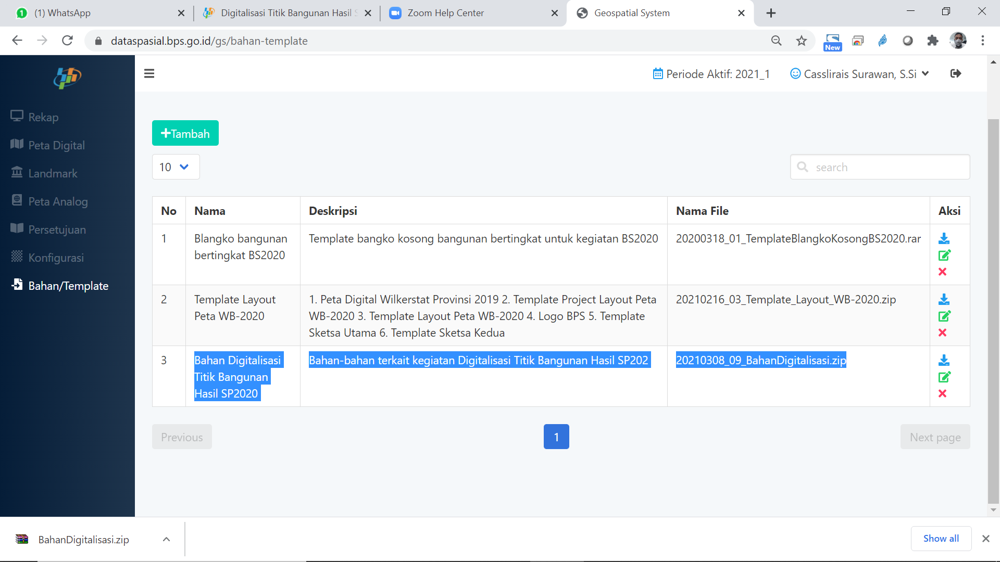 (1) WhatsApp
Digitalisasi Titik Bangunan Hasil S
Zoom Help Center
Geospatial System
dataspasial.bps.go.id/gs/bahan-template
New
Periode Aktif: 2021_1
Casslirais Surawan, S.Si
Rekap
Peta Digital
Landmark
Peta Analog
Persetujuan
Konfigurasi
Bahan/Template
+Tambah
10
search
No Nama Deskripsi Nama File Aksi
1 Blangko bangunan Template bangko kosong bangunan bertingkat untuk kegiatan BS2020 20200318_01_TemplateBlangkoKosongBS2020.rar
bertingkat BS2020
2 Template Layout 1. Peta Digital Wilkerstat Provinsi 2019 2. Template Project Layout Peta 20210216_03_Template_Layout_WB-2020.zip
Peta WB-2020 WB-2020 3. Template Layout Peta WB-2020 4. Logo BPS 5. Template
Sketsa Utama 6. Template Sketsa Kedua
3 Bahan Digitalisasi Bahan-bahan terkait kegiatan Digitalisasi Titik Bangunan Hasil SP202 20210308_09_BahanDigitalisasi.zip
Titik Bangunan
Hasil SP2020
Previous 1 Next page
BahanDigitalisasi.zip
Show all